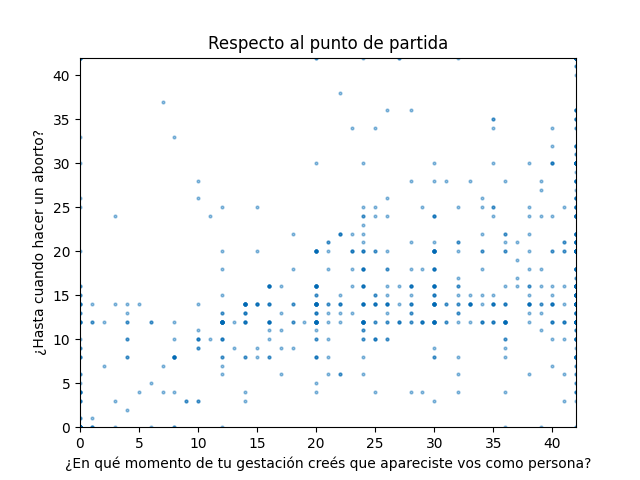 Respecto al punto de partida
¿Hasta cuando hacer un aborto?
40
35
30
25
20
15
10
5
0
0 5 10 15 20 25 30 35 40
¿En qué momento de tu gestación creés que apareciste vos como persona?